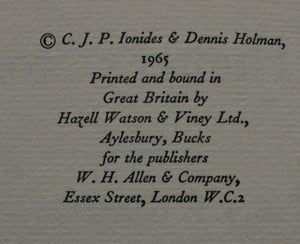 © C. J. P. Ionides & Dennis Holman,
1965
Printed and bound in
Great Britain by
Hazell Watson & Viney Ltd.,
Aylesbury, Bucks
for the publishers
W. H. Allen & Company,
Essex Street, London W.C.2